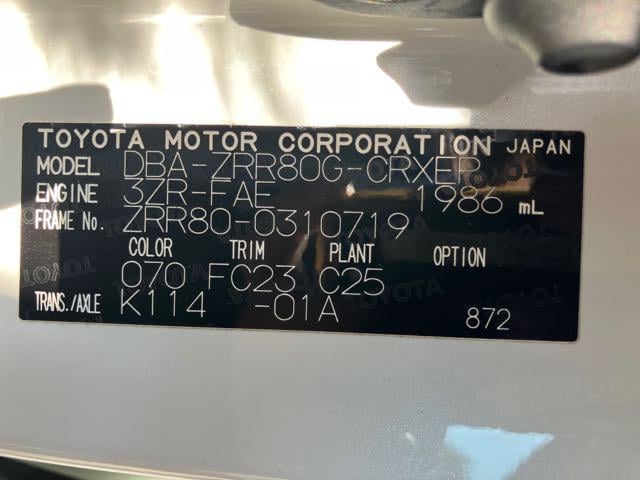 TOYOTA MOTOR CORPORATION JAPAN
MODEL DBA-ZRR80G-CRXEP
ENGINE 3ZR-FAE 1986 mL
FRAME No. ZRR80-0310719
COLOR TRIM PLANT OPTION
070 FC23 C25
TRANS./AXLE K114 -01A 872